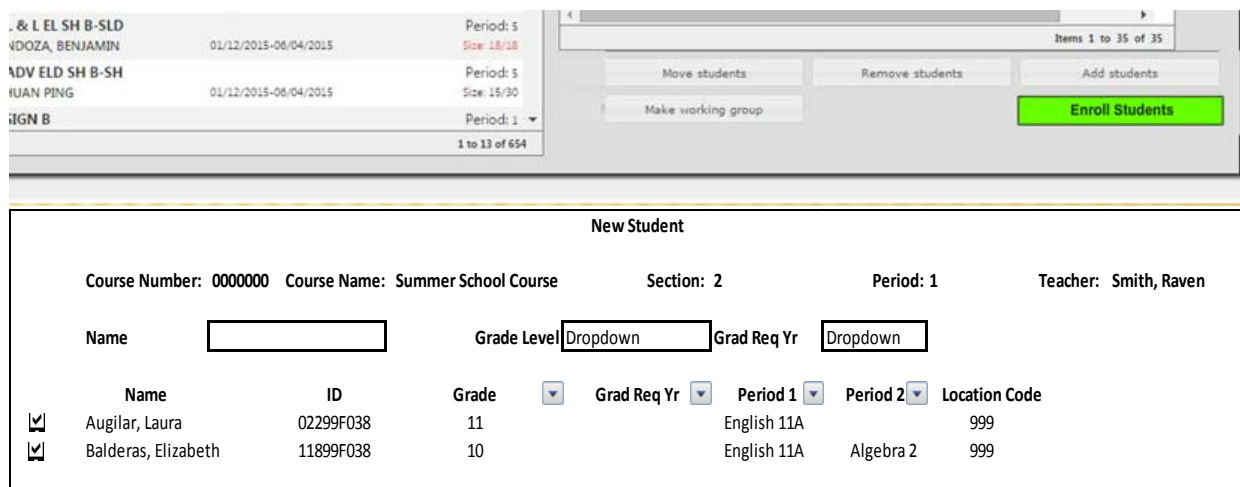 . & L EL SH B-SLD Period: 5
NDOZA, BENJAMIN 01/12/2015-06/04/2015 Size: 18/18
ADV ELD SH B-SH Period: 5
HUAN PING 01/12/2015-06/04/2015 Size: 15/30
SIGN B Period: 1
1 to 13 of 654
Items 1 to 35 of 35
Move students Remove students Add students
Make working group Enroll Students
New Student
Course Number: 0000000 Course Name: Summer School Course Section: 2 Period: 1 Teacher: Smith, Raven
Name Grade Level Dropdown Grad Req Yr Dropdown
Name ID Grade Grad Req Yr Period 1 Period 2 Location Code
Augilar, Laura 02299F038 11 English 11A 999
Balderas, Elizabeth 11899F038 10 English 11A Algebra 2 999